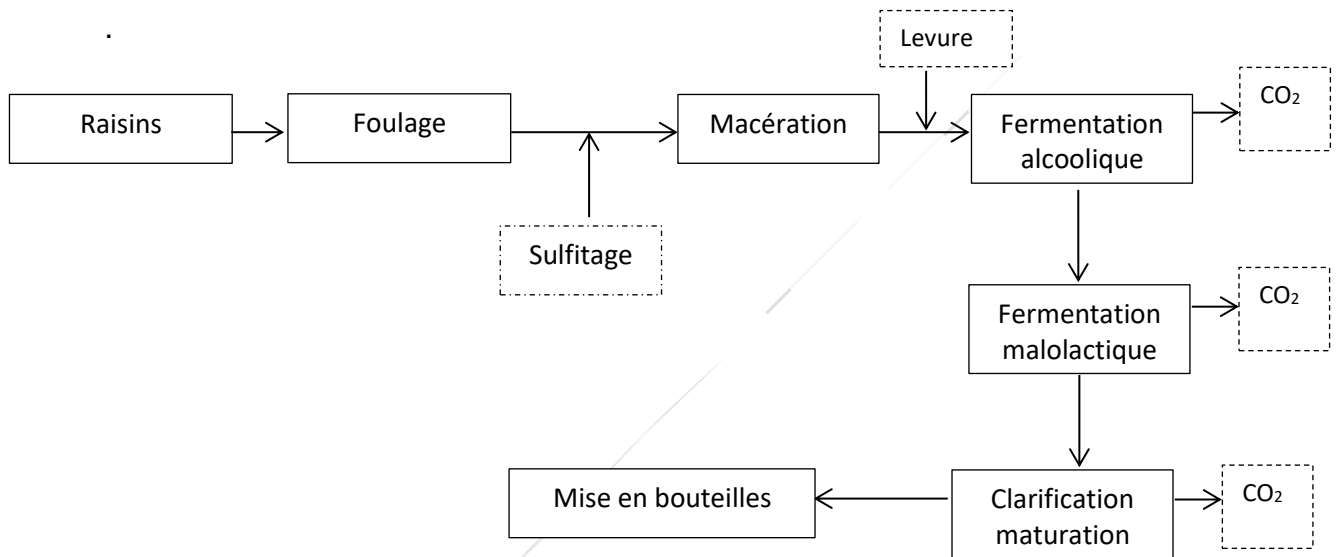 .
Levure
Raisins
Foulage
Macération
Fermentation
alcoolique
CO₂
Sulfitage
Fermentation
malolactique
CO₂
Mise en bouteilles
Clarification
maturation
CO₂